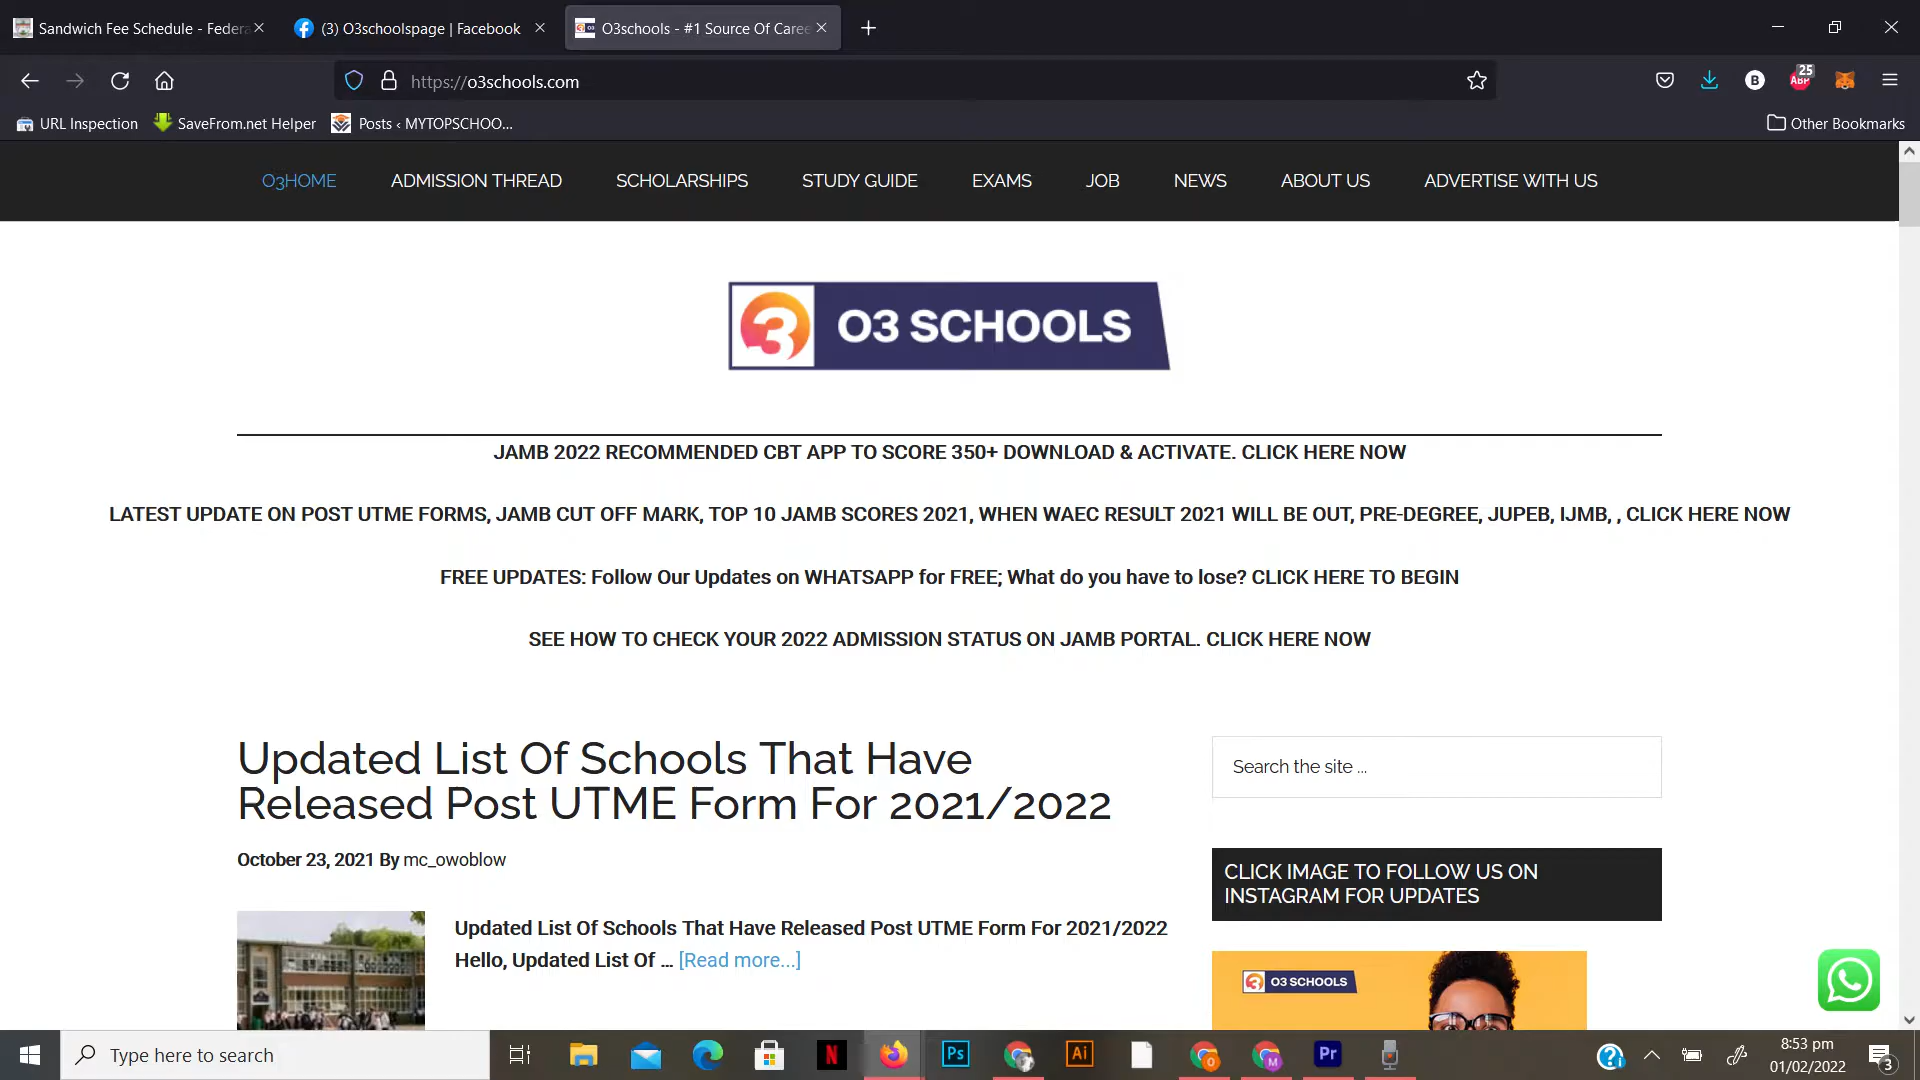 Sandwich Fee Schedule - Federa
(3) O3schoolspage | Facebook
O3schools - #1 Source Of Caree
https://o3schools.com
B
25
ABP
URL Inspection
SaveFrom.net Helper
Posts ‹ MYTOPSCHOO...
Other Bookmarks
O3HOME
ADMISSION THREAD
SCHOLARSHIPS
STUDY GUIDE
EXAMS
JOB
NEWS
ABOUT US
ADVERTISE WITH US
3 O3 SCHOOLS
JAMB 2022 RECOMMENDED CBT APP TO SCORE 350+ DOWNLOAD & ACTIVATE. CLICK HERE NOW
LATEST UPDATE ON POST UTME FORMS, JAMB CUT OFF MARK, TOP 10 JAMB SCORES 2021, WHEN WAEC RESULT 2021 WILL BE OUT, PRE-DEGREE, JUPEB, IJMB, , CLICK HERE NOW
FREE UPDATES: Follow Our Updates on WHATSAPP for FREE; What do you have to lose? CLICK HERE TO BEGIN
SEE HOW TO CHECK YOUR 2022 ADMISSION STATUS ON JAMB PORTAL. CLICK HERE NOW
Updated List Of Schools That Have
Released Post UTME Form For 2021/2022
October 23, 2021 By mc_owoblow
Updated List Of Schools That Have Released Post UTME Form For 2021/2022
Hello, Updated List Of ... [Read more...]
Search the site ...
CLICK IMAGE TO FOLLOW US ON
INSTAGRAM FOR UPDATES
3 O3 SCHOOLS
Type here to search
N
Ps
Ai
O
M
Pr
8:53 pm
01/02/2022
3